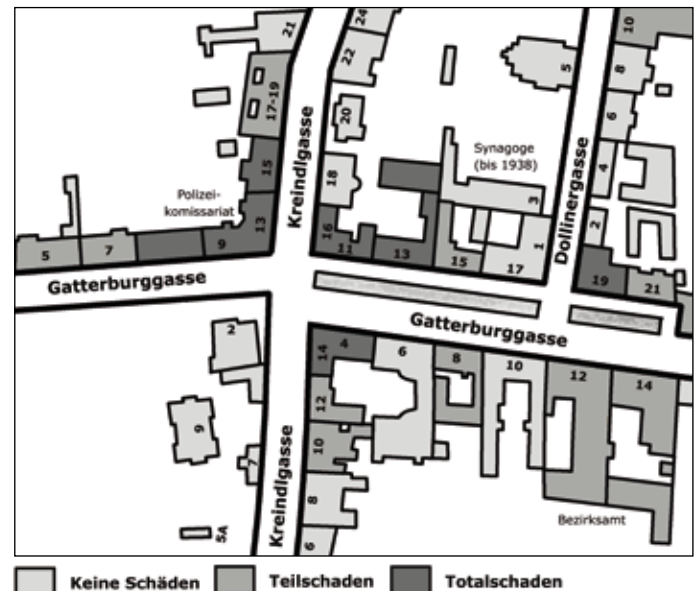 21
24
22
10
5
8
17-19
20
6
Kreindlgasse
Synagoge
(bis 1938)
Dollinergasse
15
4
18
Polizei-
komissariat
3
13
16
2
5
7
9
11
13
15
17
1
19
21
Gatterburggasse
Gatterburggasse
2
14
4
6
8
10
12
14
12
9
10
7
Kreindlgasse
8
5A
6
Bezirksamt
Keine Schäden
Teilschaden
Totalschaden